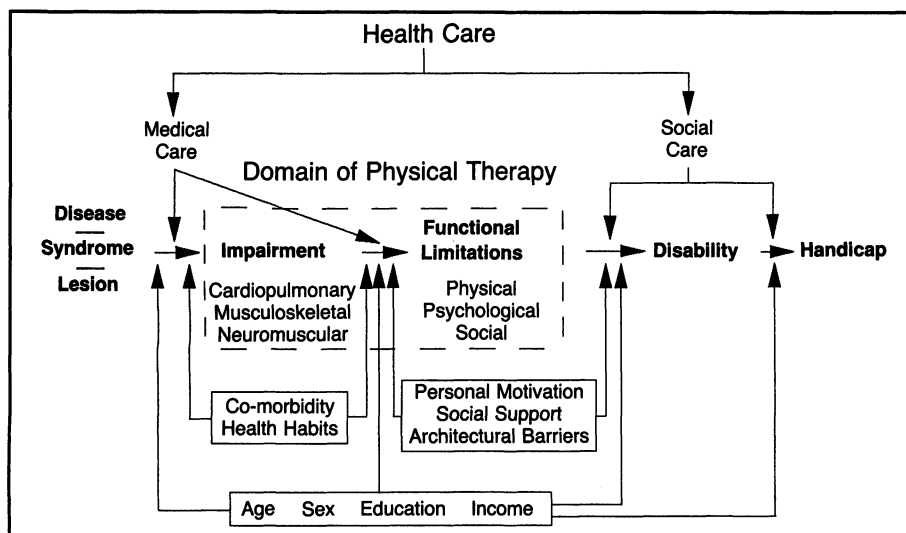 Health Care
Medical
Care
Social
Care
Domain of Physical Therapy
Disease
Syndrome
Lesion
Impairment
Cardiopulmonary
Musculoskeletal
Neuromuscular
Functional
Limitations
Physical
Psychological
Social
Disability
Handicap
Co-morbidity
Health Habits
Personal Motivation
Social Support
Architectural Barriers
Age Sex Education Income